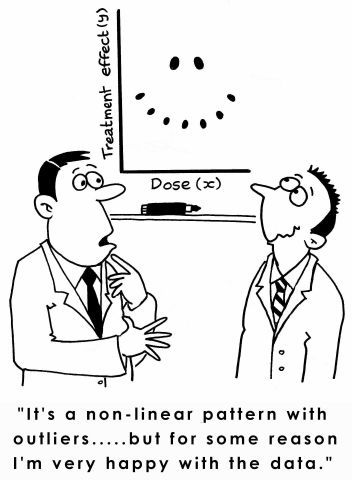 Treatment effect (y)
Dose (x)
"It's a non-linear pattern with
outliers.....but for some reason
I'm very happy with the data."